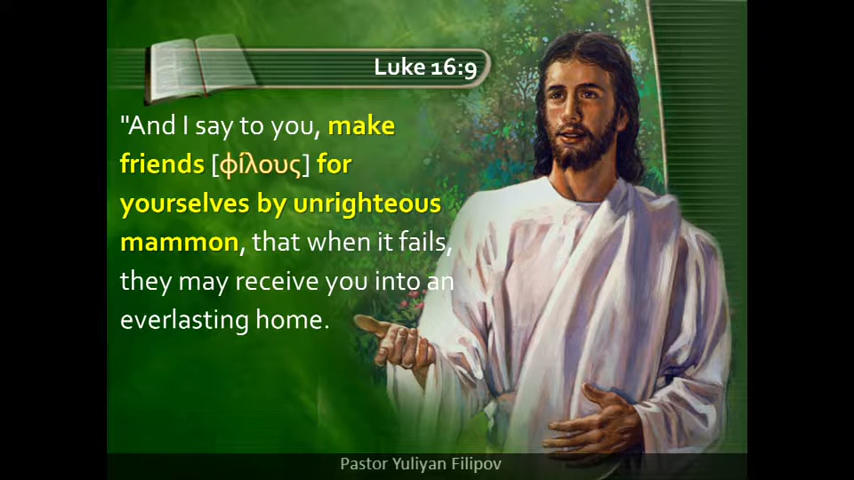 Luke 16:9
"And I say to you, make
friends [φίλους] for
yourselves by unrighteous
mammon, that when it fails,
they may receive you into an
everlasting home.
Pastor Yuliyan Filipov